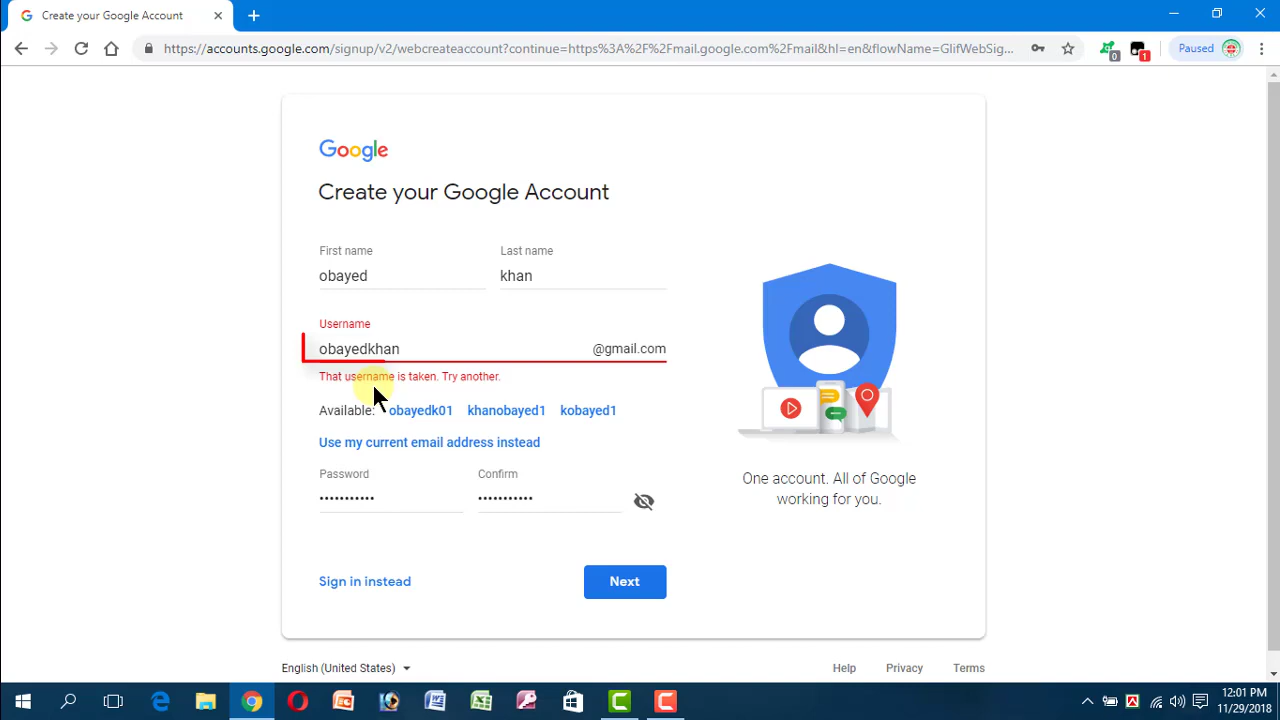 Create your Google Account
https://accounts.google.com/signup/v2/webcreateaccount?continue=https%3A%2F%2Fmail.google.com%2Fmail&hl=en&flowName=GlifWebSig...
0
1
Paused
Google
Create your Google Account
First name
Last name
obayed
khan
Username
obayedkhan
@gmail.com
That username is taken. Try another.
Available: obayedk01 khanobayed1 kobayed1
Use my current email address instead
Password
Confirm
One account. All of Google
working for you.
Sign in instead
Next
English (United States)
Help
Privacy
Terms
12:01 PM
11/29/2018